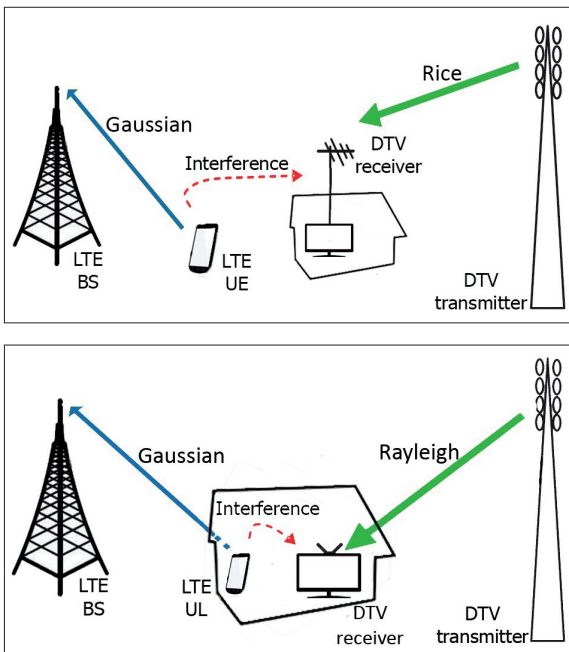 Rice
Gaussian
Interference
DTV
receiver
LTE
BS
LTE
UE
DTV
transmitter
Gaussian
Rayleigh
Interference
LTE
BS
LTE
UL
DTV
receiver
DTV
transmitter